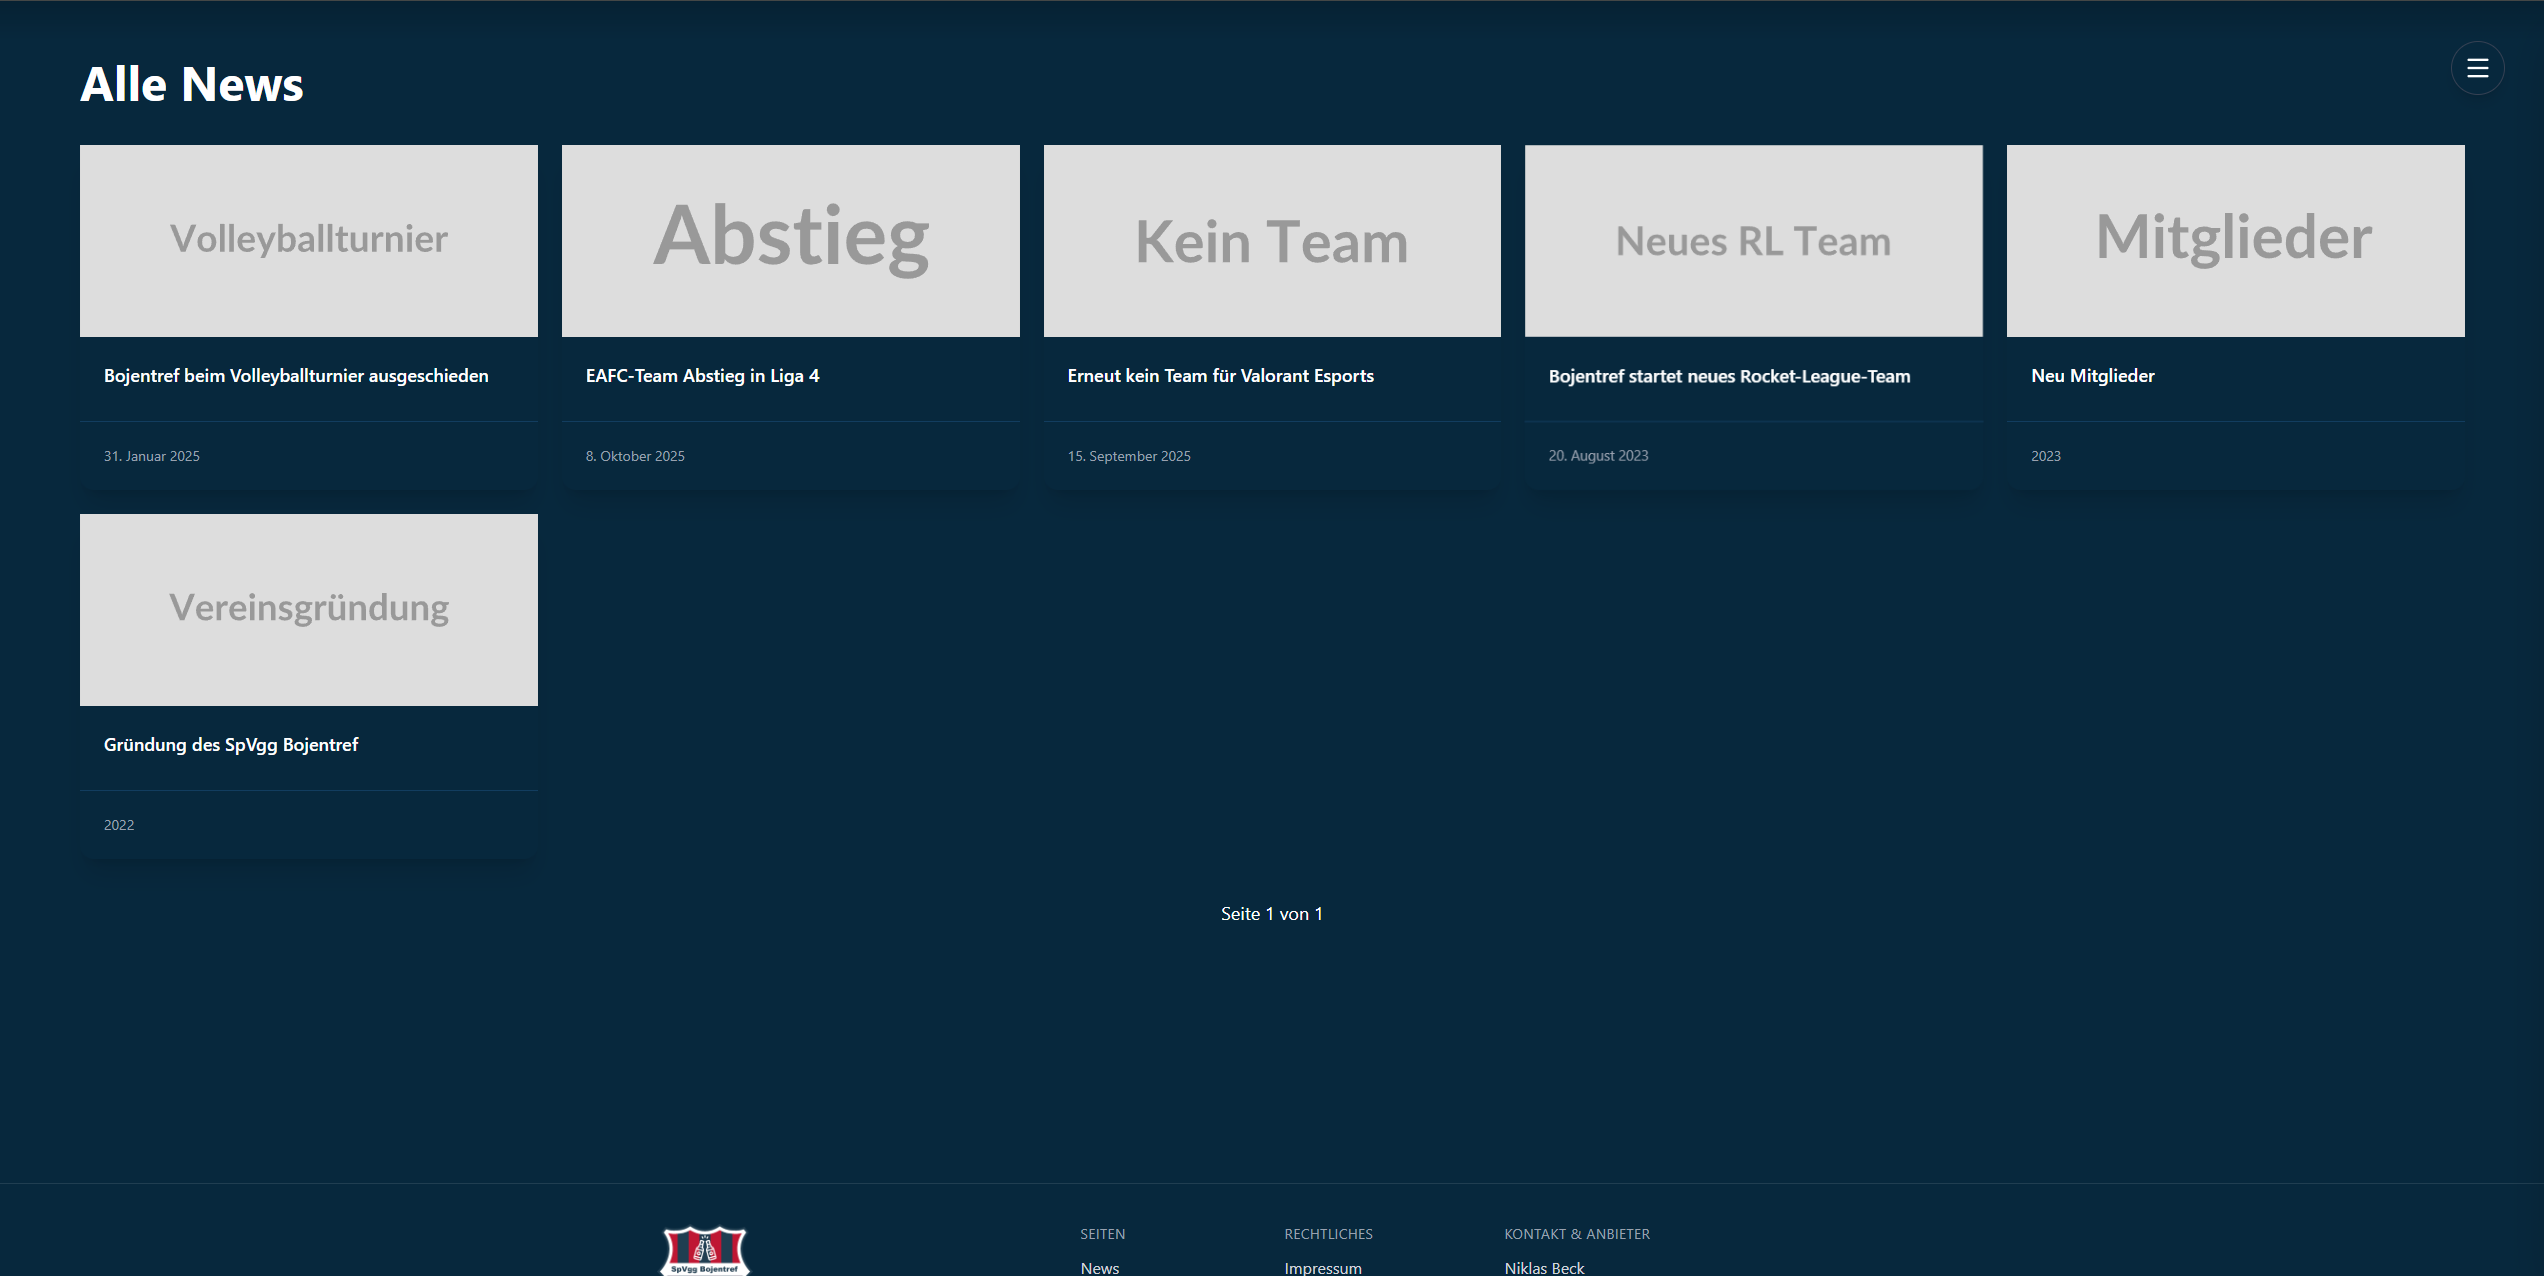 Alle News
Volleyballturnier
Bojentref beim Volleyballturnier ausgeschieden
31. Januar 2025
Abstieg
EAFC-Team Abstieg in Liga 4
8. Oktober 2025
Kein Team
Erneut kein Team für Valorant Esports
15. September 2025
Neues RL Team
Bojentref startet neues Rocket-League-Team
20. August 2023
Mitglieder
Neu Mitglieder
2023
Vereinsgründung
Gründung des SpVgg Bojentref
2022
Seite 1 von 1
SpVgg Bojentref
SEITEN
News
RECHTLICHES
Impressum
KONTAKT & ANBIETER
Niklas Beck